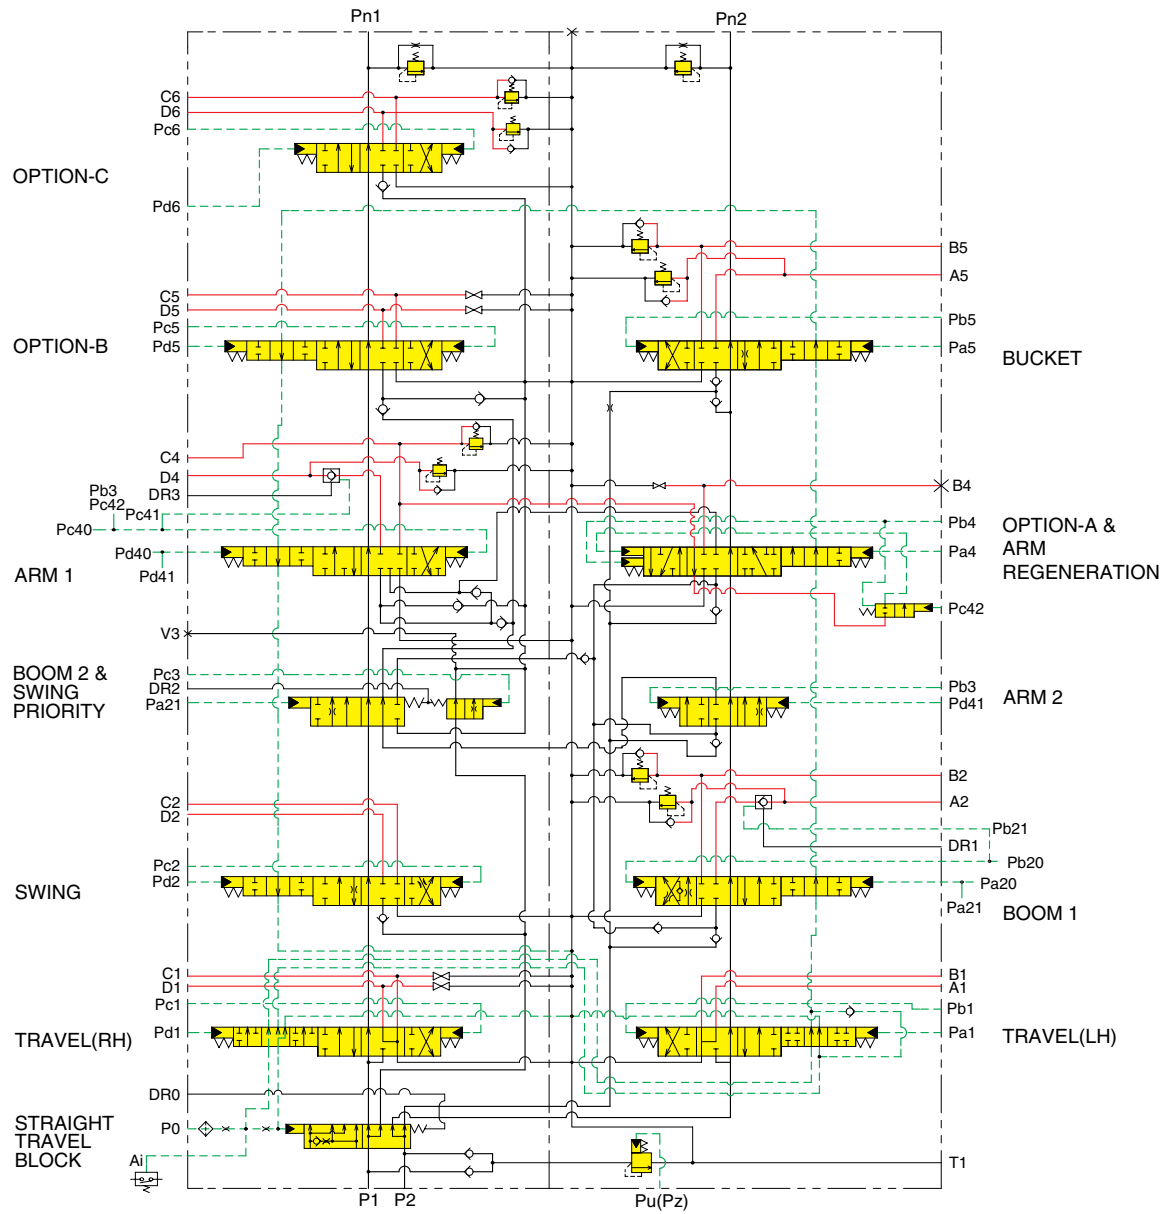 Pn1
Pn2
C6
D6
Pc6
OPTION-C
Pd6
B5
A5
C5
D5
Pc5
Pb5
OPTION-B
Pd5
Pa5
BUCKET
C4
D4
DR3
B4
Pb3
Pc42
Pc41
Pc40
Pb4
OPTION-A &
ARM
REGENERATION
Pd40
Pa4
ARM 1
Pd41
Pc42
V3
BOOM 2 &
SWING
PRIORITY
Pc3
DR2
Pa21
Pb3
Pd41
ARM 2
B2
A2
C2
D2
Pb21
DR1
Pb20
Pc2
Pd2
SWING
Pa20
Pa21
BOOM 1
C1
D1
B1
A1
Pc1
Pb1
TRAVEL(RH)
Pd1
Pa1
TRAVEL(LH)
DR0
STRAIGHT
TRAVEL
BLOCK
P0
Ai
T1
P1
P2
Pu(Pz)